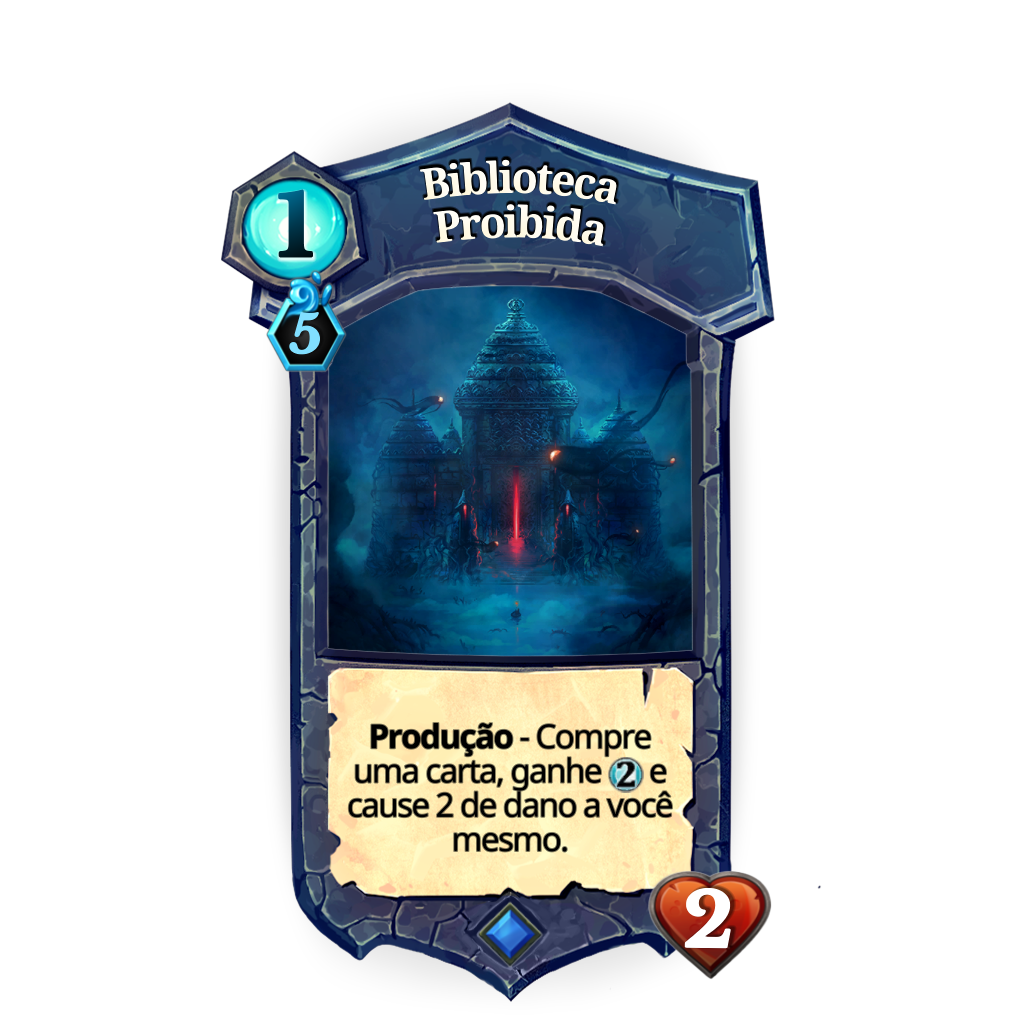 Biblioteca
Proibida
1
5
Produção - Compre
uma carta, ganhe 2 e
cause 2 de dano a você
mesmo.
2